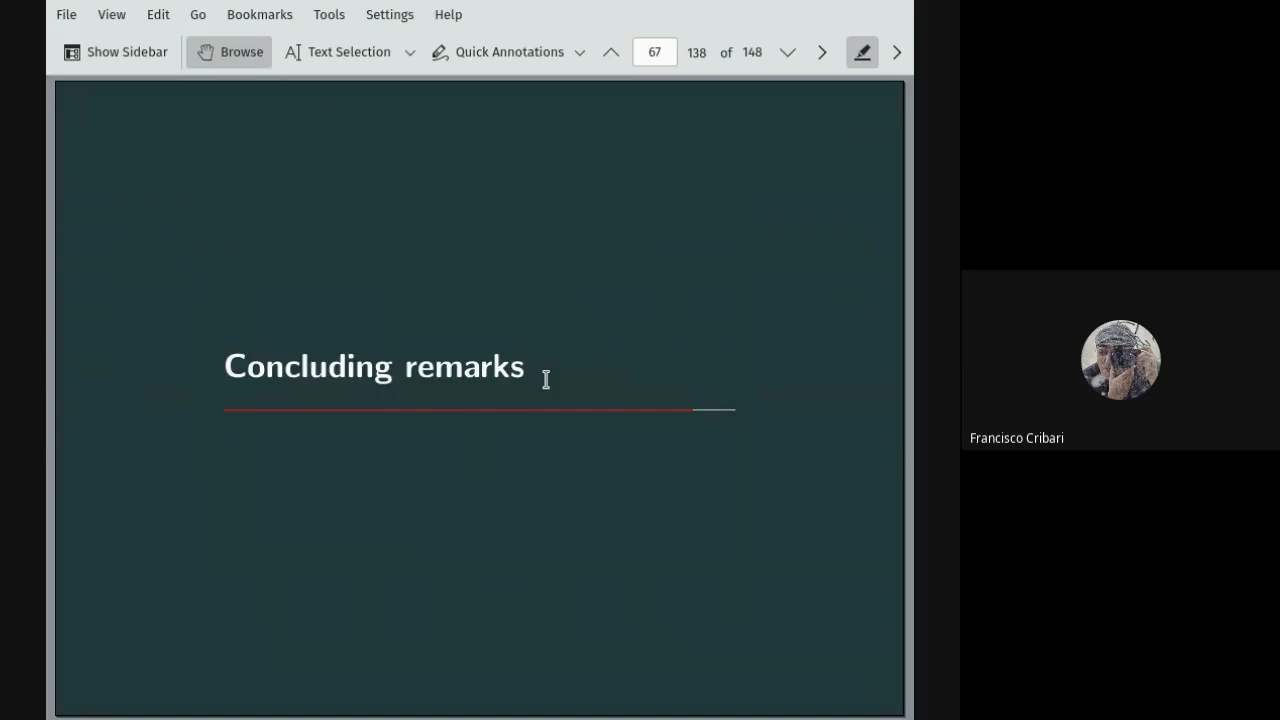 File View Edit Go Bookmarks Tools Settings Help
Show Sidebar Browse Text Selection Quick Annotations 67 138 of 148
Concluding remarks
Francisco Cribari